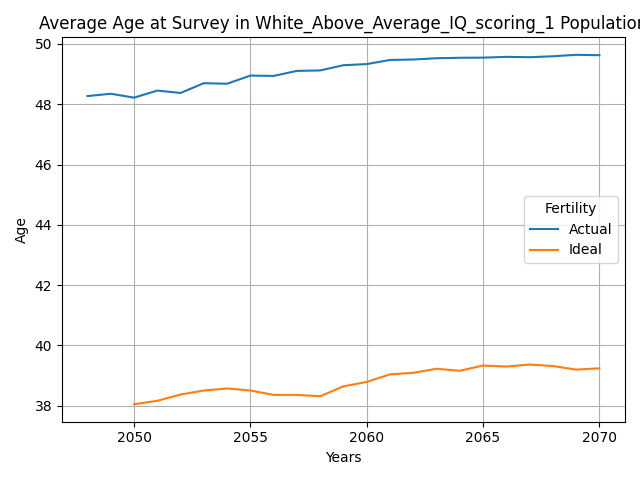 Average Age at Survey in White_Above_Average_IQ_scoring_1 Population
50
48
46
44
42
40
38
Age
Fertility
Actual
Ideal
2050 2055 2060 2065 2070
Years